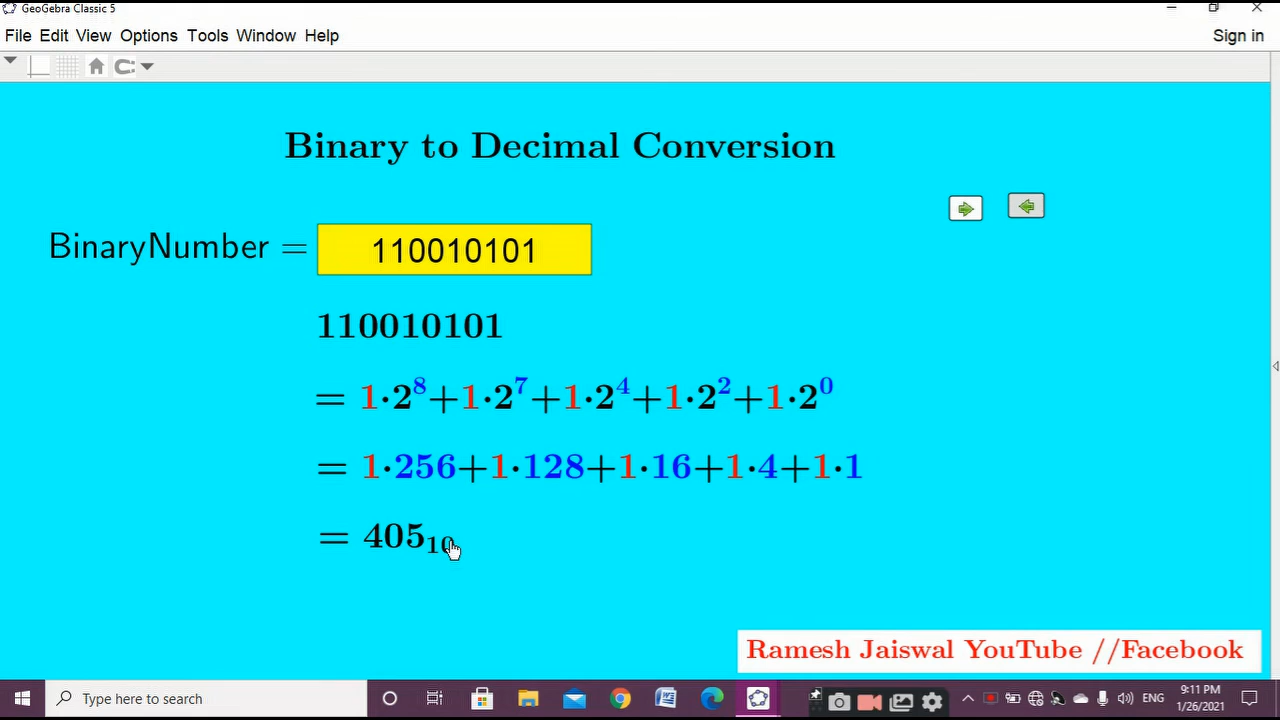 GeoGebra Classic 5
File Edit View Options Tools Window Help
Sign in
Binary to Decimal Conversion
BinaryNumber = 110010101
110010101
= 1·2⁸+1·2⁷+1·2⁴+1·2²+1·2⁰
= 1·256+1·128+1·16+1·4+1·1
= 405₁₀
Ramesh Jaiswal YouTube //Facebook
Type here to search
ENG
9:11 PM
1/26/2021